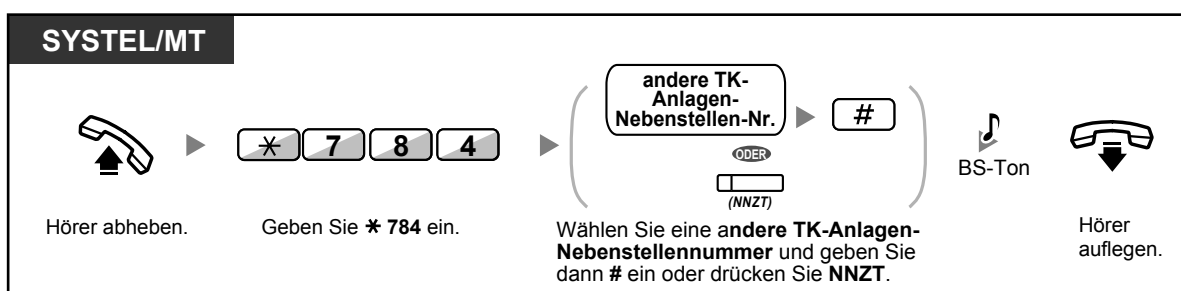 SYSTEL/MT
andere TK-
Anlagen-
Nebenstellen-Nr.
#
ODER
(NNZT)
* 7 8 4
BS-Ton
Hörer abheben.
Geben Sie * 784 ein.
Wählen Sie eine andere TK-Anlagen-
Nebenstellennummer und geben Sie
dann # ein oder drücken Sie NNZT.
Hörer
auflegen.